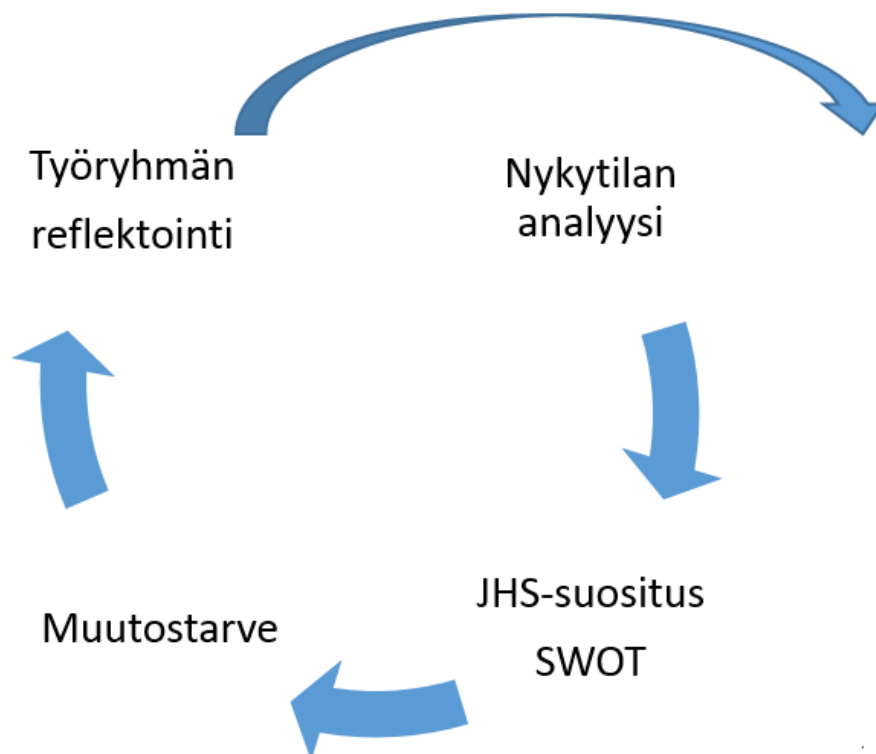 Työryhmän
reflektointi
Nykytilan
analyysi
JHS-suositus
SWOT
Muutostarve